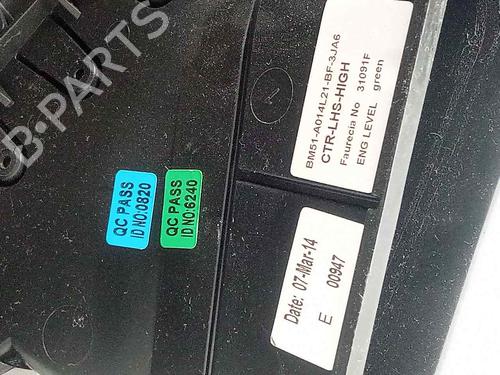 B-PARTS
BM51-A014L21-BF-3JA6
CTR-LHS-HIGH
Faurecia No 31091F
ENG LEVEL green
QC PASS
ID NO:0820
QC PASS
ID NO:6240
Date: 07-Mar-14
E 00947